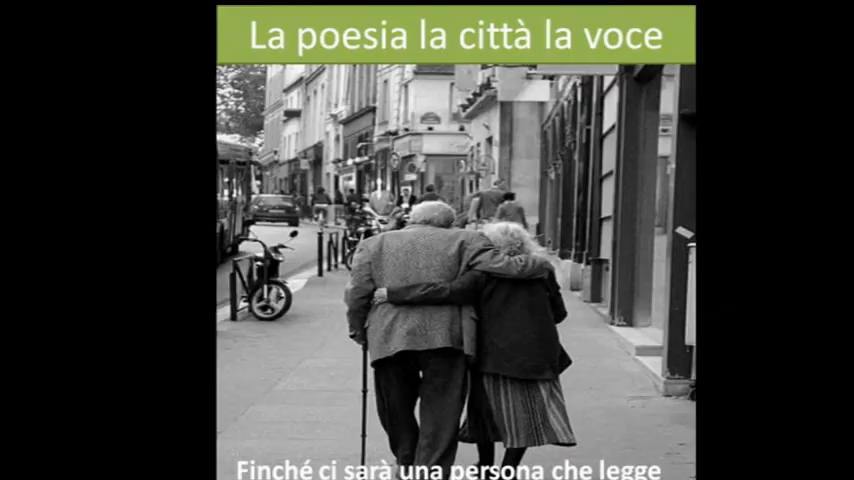 La poesia la città la voce
Finché ci sarà una persona che legge